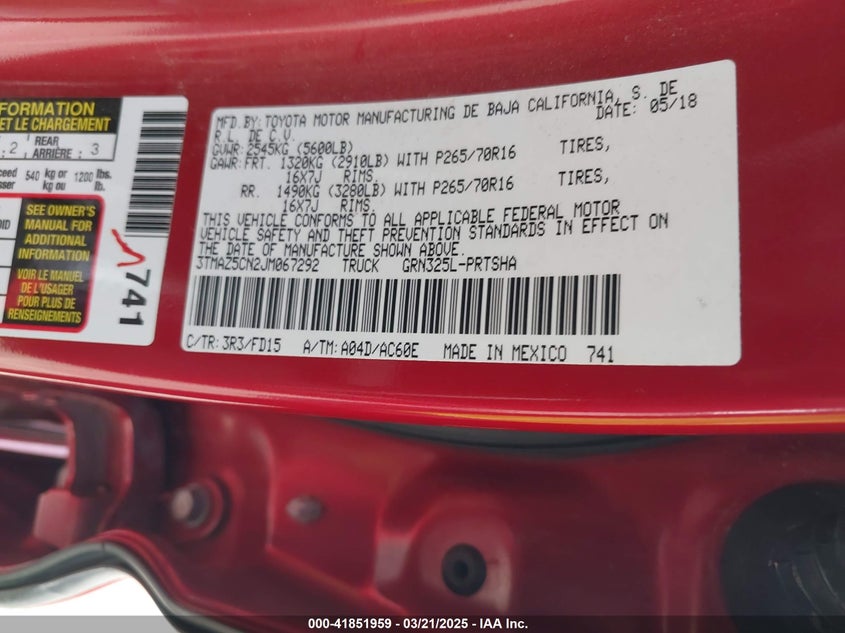 FORMATION
ET LE CHARGEMENT
2 REAR ARRIÈRE : 3
540 kg or kg ou 1200 lbs. lb.
SEE OWNER'S
MANUAL FOR
ADDITIONAL
INFORMATION
VOIR LE MANUEL
DE L'USAGER
POUR PLUS DE
RENSEIGNEMENTS
741
MFD.BY:TOYOTA MOTOR MANUFACTURING DE BAJA CALIFORNIA, S. DE
R.L. DE C.V. DATE: 05/18
GVWR: 2545KG (5600LB)
GAWR:FRT. 1320KG (2910LB) WITH P265/70R16 TIRES,
16X7J RIMS.
RR. 1490KG (3280LB) WITH P265/70R16 TIRES,
16X7J RIMS.
THIS VEHICLE CONFORMS TO ALL APPLICABLE FEDERAL MOTOR
VEHICLE SAFETY AND THEFT PREVENTION STANDARDS IN EFFECT ON
THE DATE OF MANUFACTURE SHOWN ABOVE.
3TMAZ5CN2JM067292 TRUCK GRN325L-PRTSHA
C/TR: 3R3/FD15 A/TM: A04D/AC60E MADE IN MEXICO 741
000-41851959 — 03/21/2025 — IAA Inc.